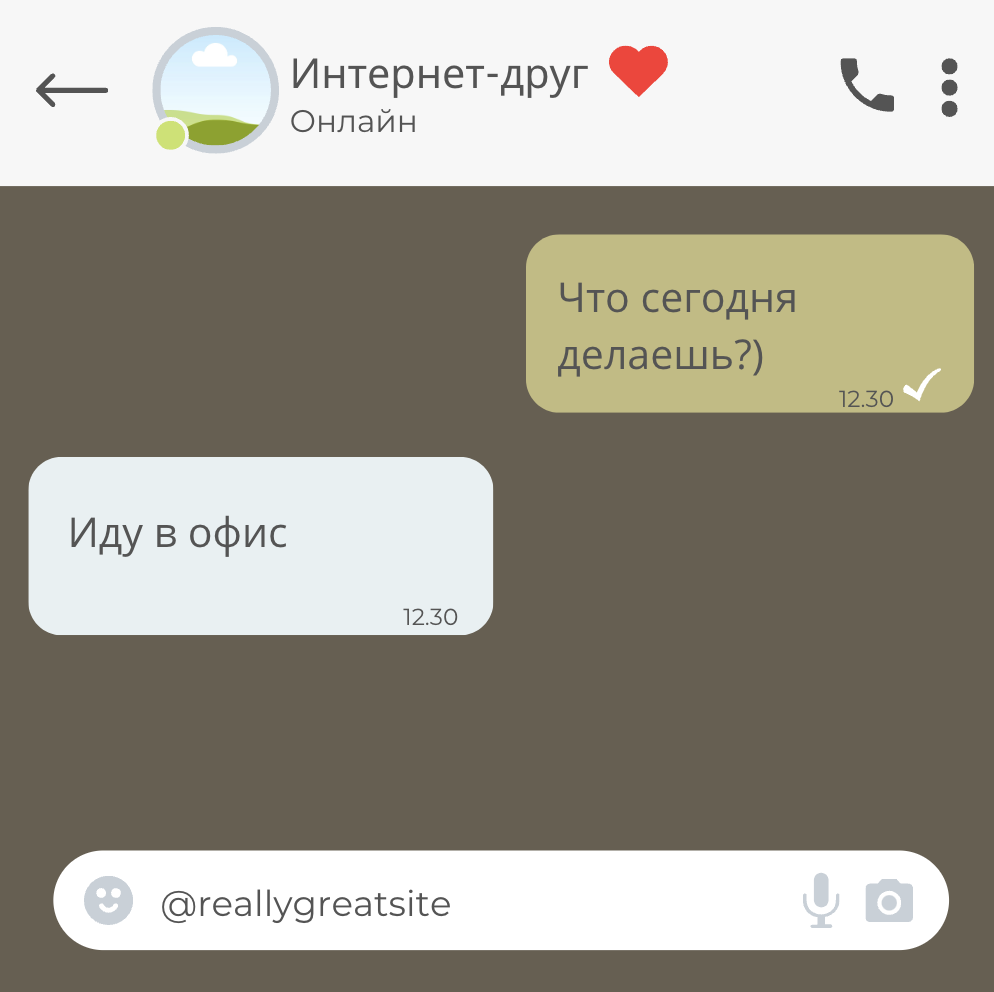 Интернет-друг
Онлайн
Что сегодня
делаешь?)
12.30
Иду в офис
12.30
@reallygreatsite